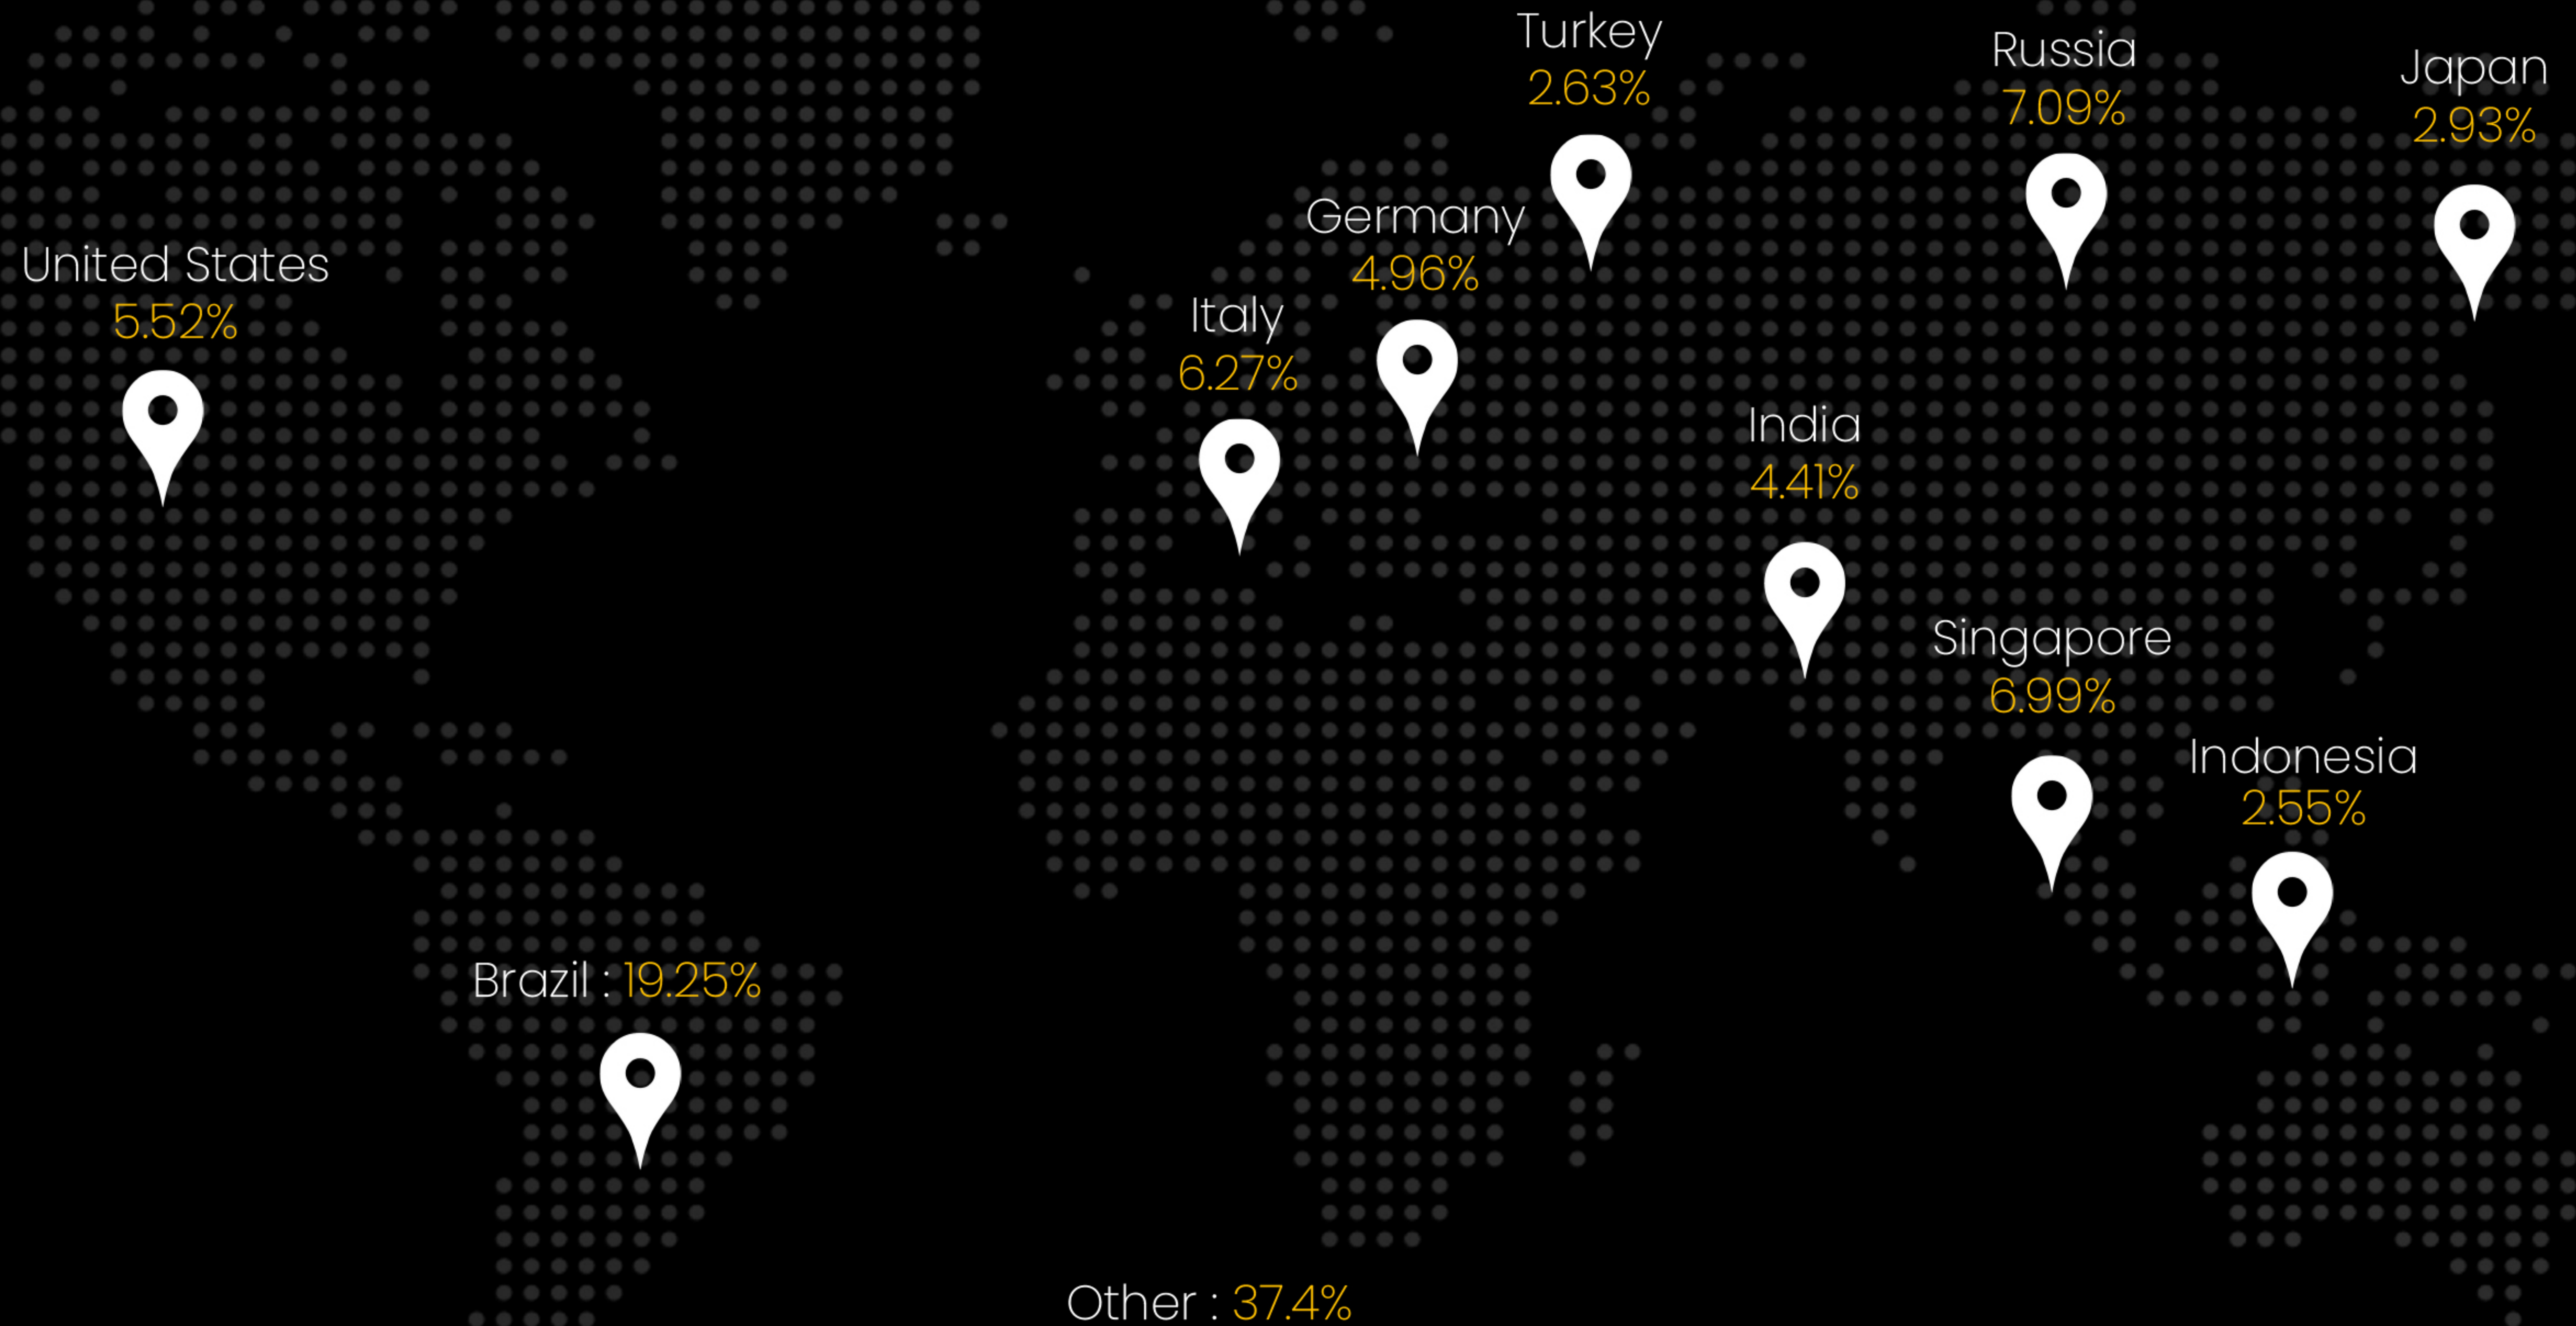 Turkey
2.63%
Russia
7.09%
Japan
2.93%
Germany
4.96%
United States
5.52%
Italy
6.27%
India
4.41%
Singapore
6.99%
Indonesia
2.55%
Brazil : 19.25%
Other : 37.4%